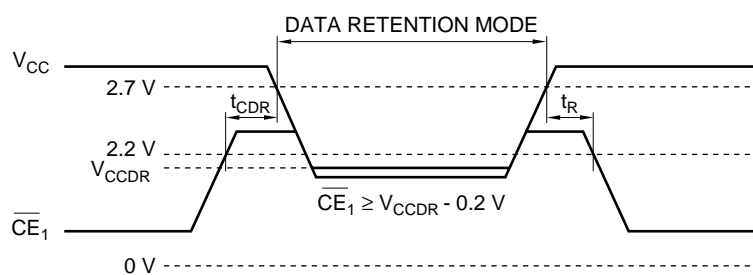 DATA RETENTION MODE
VCC
2.7 V
tCDR
tR
2.2 V
VCCDR
CE1 ≥ VCCDR - 0.2 V
CE1
0 V